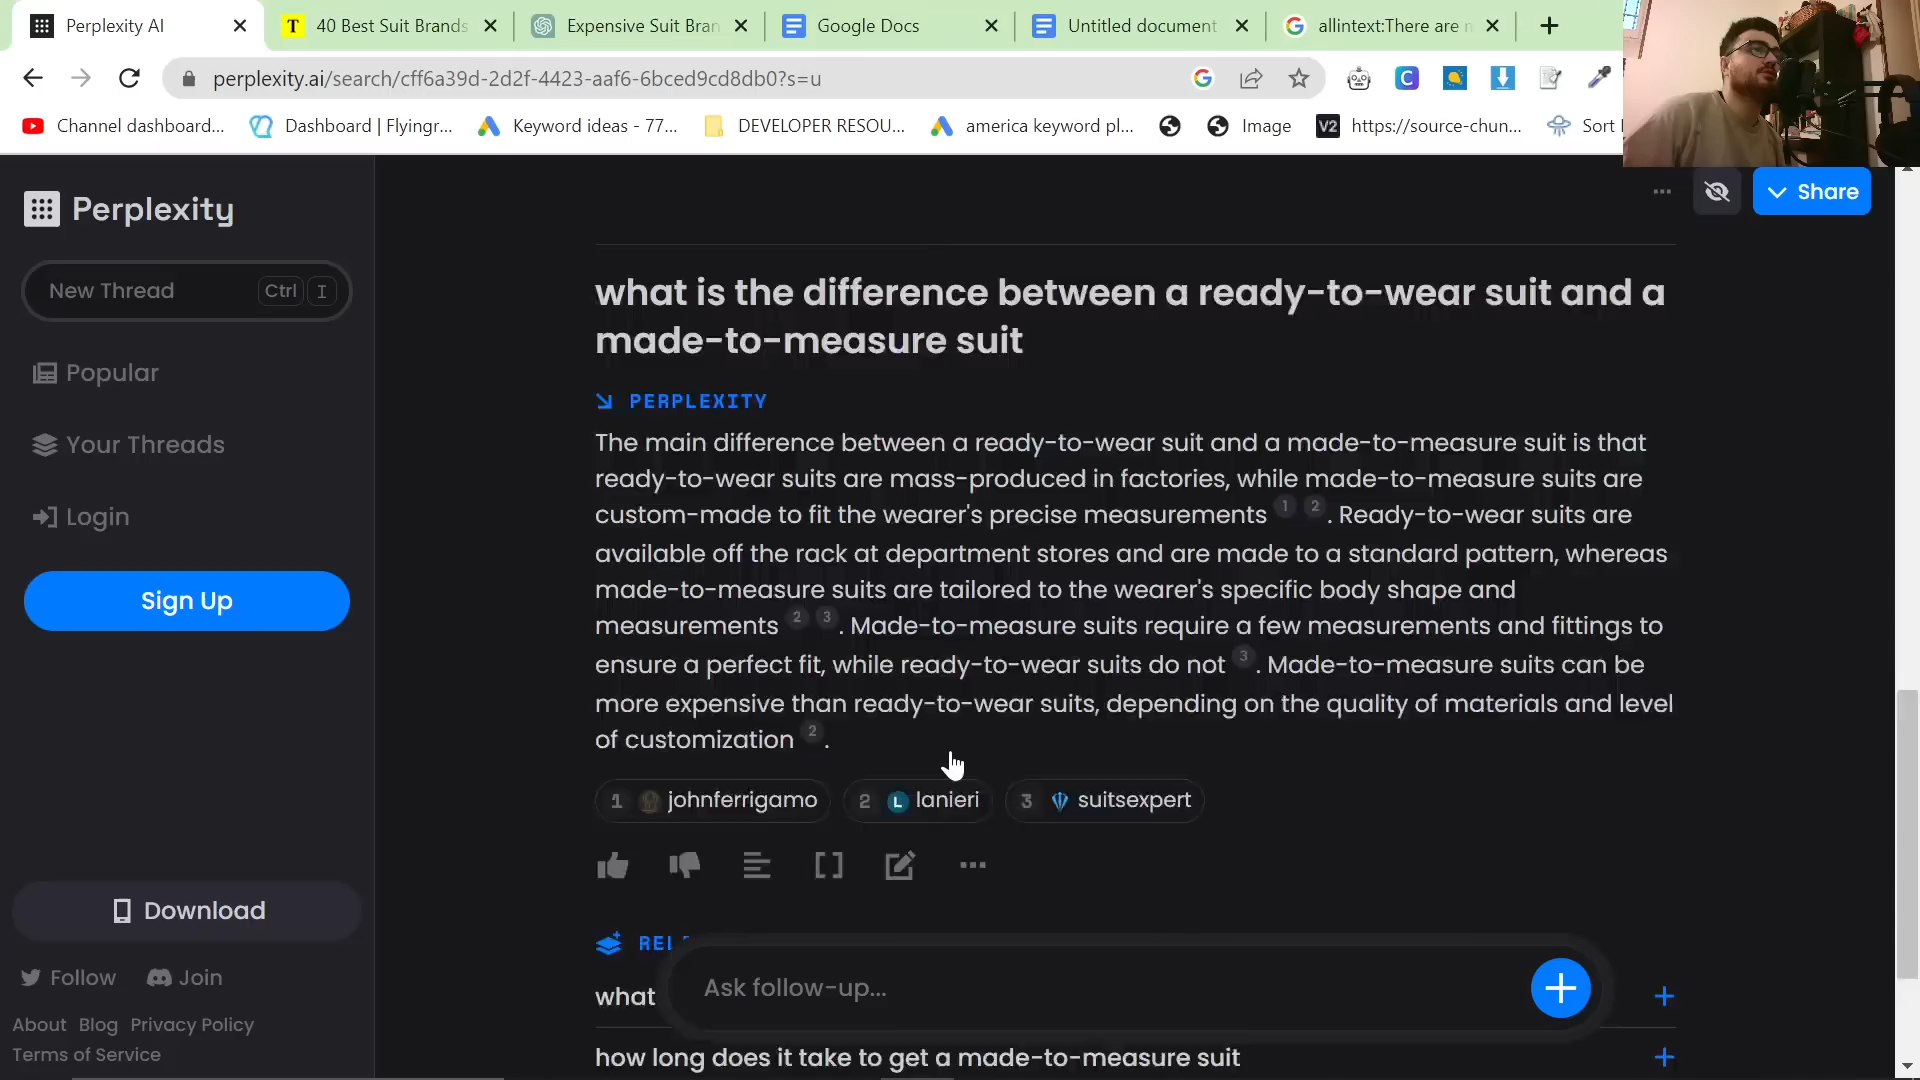 Perplexity AI
40 Best Suit Brands
Expensive Suit Bran
Google Docs
Untitled document
allintext:There are n
perplexity.ai/search/cff6a39d-2d2f-4423-aaf6-6bced9cd8db0?s=u
Channel dashboard...
Dashboard | Flyingr...
Keyword ideas - 77...
DEVELOPER RESOU...
america keyword pl...
Image
V2 https://source-chun...
Sort
Perplexity
Share
New Thread Ctrl I
Popular
Your Threads
Login
Sign Up
Download
Follow Join
About Blog Privacy Policy
Terms of Service
what is the difference between a ready-to-wear suit and a
made-to-measure suit
PERPLEXITY
The main difference between a ready-to-wear suit and a made-to-measure suit is that
ready-to-wear suits are mass-produced in factories, while made-to-measure suits are
custom-made to fit the wearer's precise measurements 1 2. Ready-to-wear suits are
available off the rack at department stores and are made to a standard pattern, whereas
made-to-measure suits are tailored to the wearer's specific body shape and
measurements 2 3. Made-to-measure suits require a few measurements and fittings to
ensure a perfect fit, while ready-to-wear suits do not 3. Made-to-measure suits can be
more expensive than ready-to-wear suits, depending on the quality of materials and level
of customization 2.
1 johnferrigamo 2 L lanieri 3 suitsexpert
REL
what
Ask follow-up...
how long does it take to get a made-to-measure suit